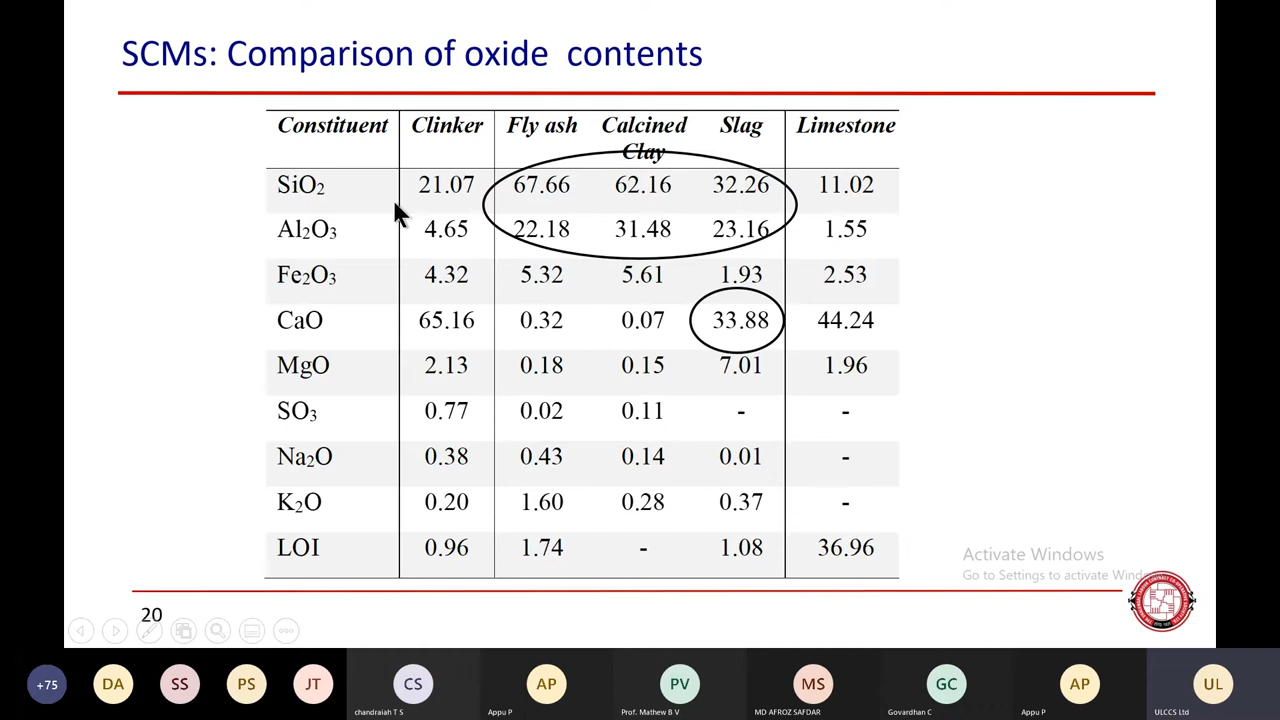 SCMs: Comparison of oxide contents
Constituent Clinker Fly ash Calcined Clay Slag Limestone
SiO₂ 21.07 67.66 62.16 32.26 11.02
Al₂O₃ 4.65 22.18 31.48 23.16 1.55
Fe₂O₃ 4.32 5.32 5.61 1.93 2.53
CaO 65.16 0.32 0.07 33.88 44.24
MgO 2.13 0.18 0.15 7.01 1.96
SO₃ 0.77 0.02 0.11 - -
Na₂O 0.38 0.43 0.14 0.01 -
K₂O 0.20 1.60 0.28 0.37 -
LOI 0.96 1.74 - 1.08 36.96
Activate Windows
Go to Settings to activate Windo
20
+75 DA SS PS JT CS AP PV MS GC AP UL
chandraiah T S Appu P Prof. Mathew B V MD AFROZ SAFDAR Govardhan C Appu P ULCCS Ltd